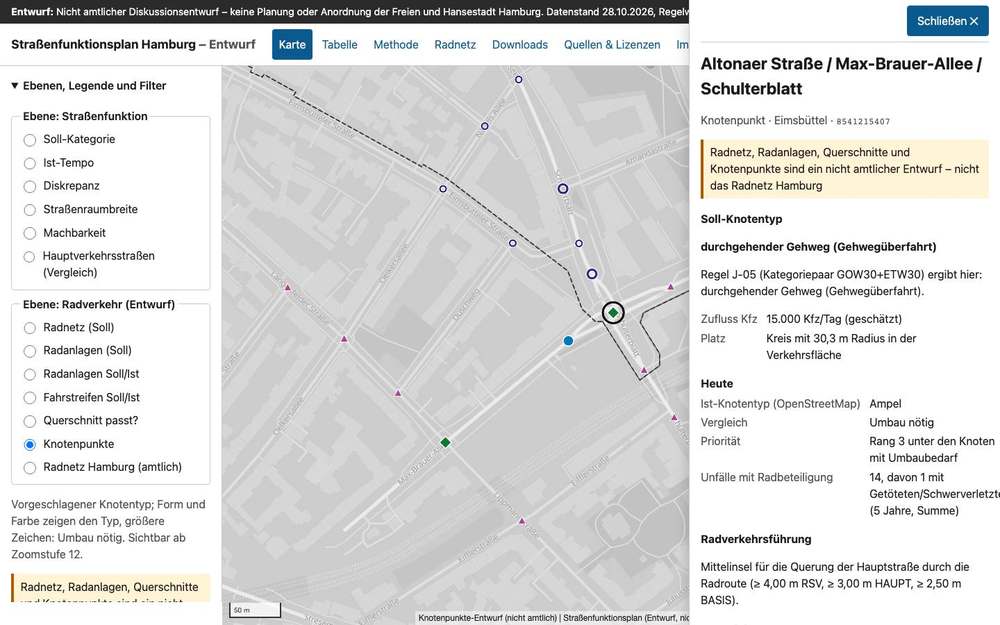 Entwurf: Nicht amtlicher Diskussionsentwurf – keine Planung oder Anordnung der Freien und Hansestadt Hamburg. Datenstand 28.10.2026,
Straßenfunktionsplan Hamburg – Entwurf
Karte
Tabelle
Methode
Radnetz
Downloads
Quellen & Lizenzen
▼ Ebenen, Legende und Filter
Ebene: Straßenfunktion
Soll-Kategorie
Ist-Tempo
Diskrepanz
Straßenraumbreite
Machbarkeit
Hauptverkehrsstraßen
(Vergleich)
Ebene: Radverkehr (Entwurf)
Radnetz (Soll)
Radanlagen (Soll)
Radanlagen Soll/Ist
Fahrstreifen Soll/Ist
Querschnitt passt?
Knotenpunkte
Radnetz Hamburg (amtlich)
Vorgeschlagener Knotentyp; Form und
Farbe zeigen den Typ, größere
Zeichen: Umbau nötig. Sichtbar ab
Zoomstufe 12.
Radnetz, Radanlagen, Querschnitte
und Knotenpunkte sind ein nicht
50 m
Knotenpunkte-Entwurf (nicht amtlich) | Straßenfunktionsplan (Entwurf,
Schließen ✕
Altonaer Straße / Max-Brauer-Allee /
Schulterblatt
Knotenpunkt · Eimsbüttel · 8541215407
Radnetz, Radanlagen, Querschnitte und
Knotenpunkte sind ein nicht amtlicher Entwurf – nicht
das Radnetz Hamburg
Soll-Knotentyp
durchgehender Gehweg (Gehwegüberfahrt)
Regel J-05 (Kategoriepaar GOW30+ETW30) ergibt hier:
durchgehender Gehweg (Gehwegüberfahrt).
Zufluss Kfz 15.000 Kfz/Tag (geschätzt)
Platz Kreis mit 30,3 m Radius in der
Verkehrsfläche
Heute
Ist-Knotentyp (OpenStreetMap) Ampel
Vergleich Umbau nötig
Priorität Rang 3 unter den Knoten
mit Umbaubedarf
Unfälle mit Radbeteiligung 14, davon 1 mit
Getöteten/Schwerverletzte
(5 Jahre, Summe)
Radverkehrsführung
Mittelinsel für die Querung der Hauptstraße durch die
Radroute (≥ 4,00 m RSV, ≥ 3,00 m HAUPT, ≥ 2,50 m
BASIS).